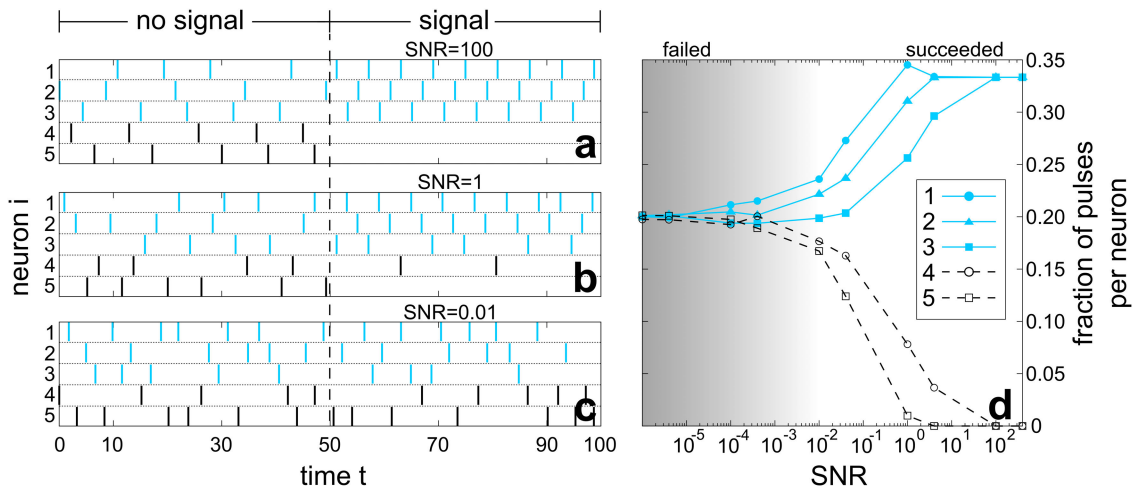 no signal
signal
SNR=100
1
2
3
4
5
a
SNR=1
1
2
3
4
5
b
SNR=0.01
1
2
3
4
5
c
neuron i
0 10 30 50 70 90 100
time t
failed succeeded
0.35
0.30
0.25
0.20
0.15
0.10
0.05
0
1
2
3
4
5
d
10⁻⁵ 10⁻⁴ 10⁻³ 10⁻² 10⁻¹ 10⁰ 10¹ 10²
SNR
fraction of pulses
per neuron